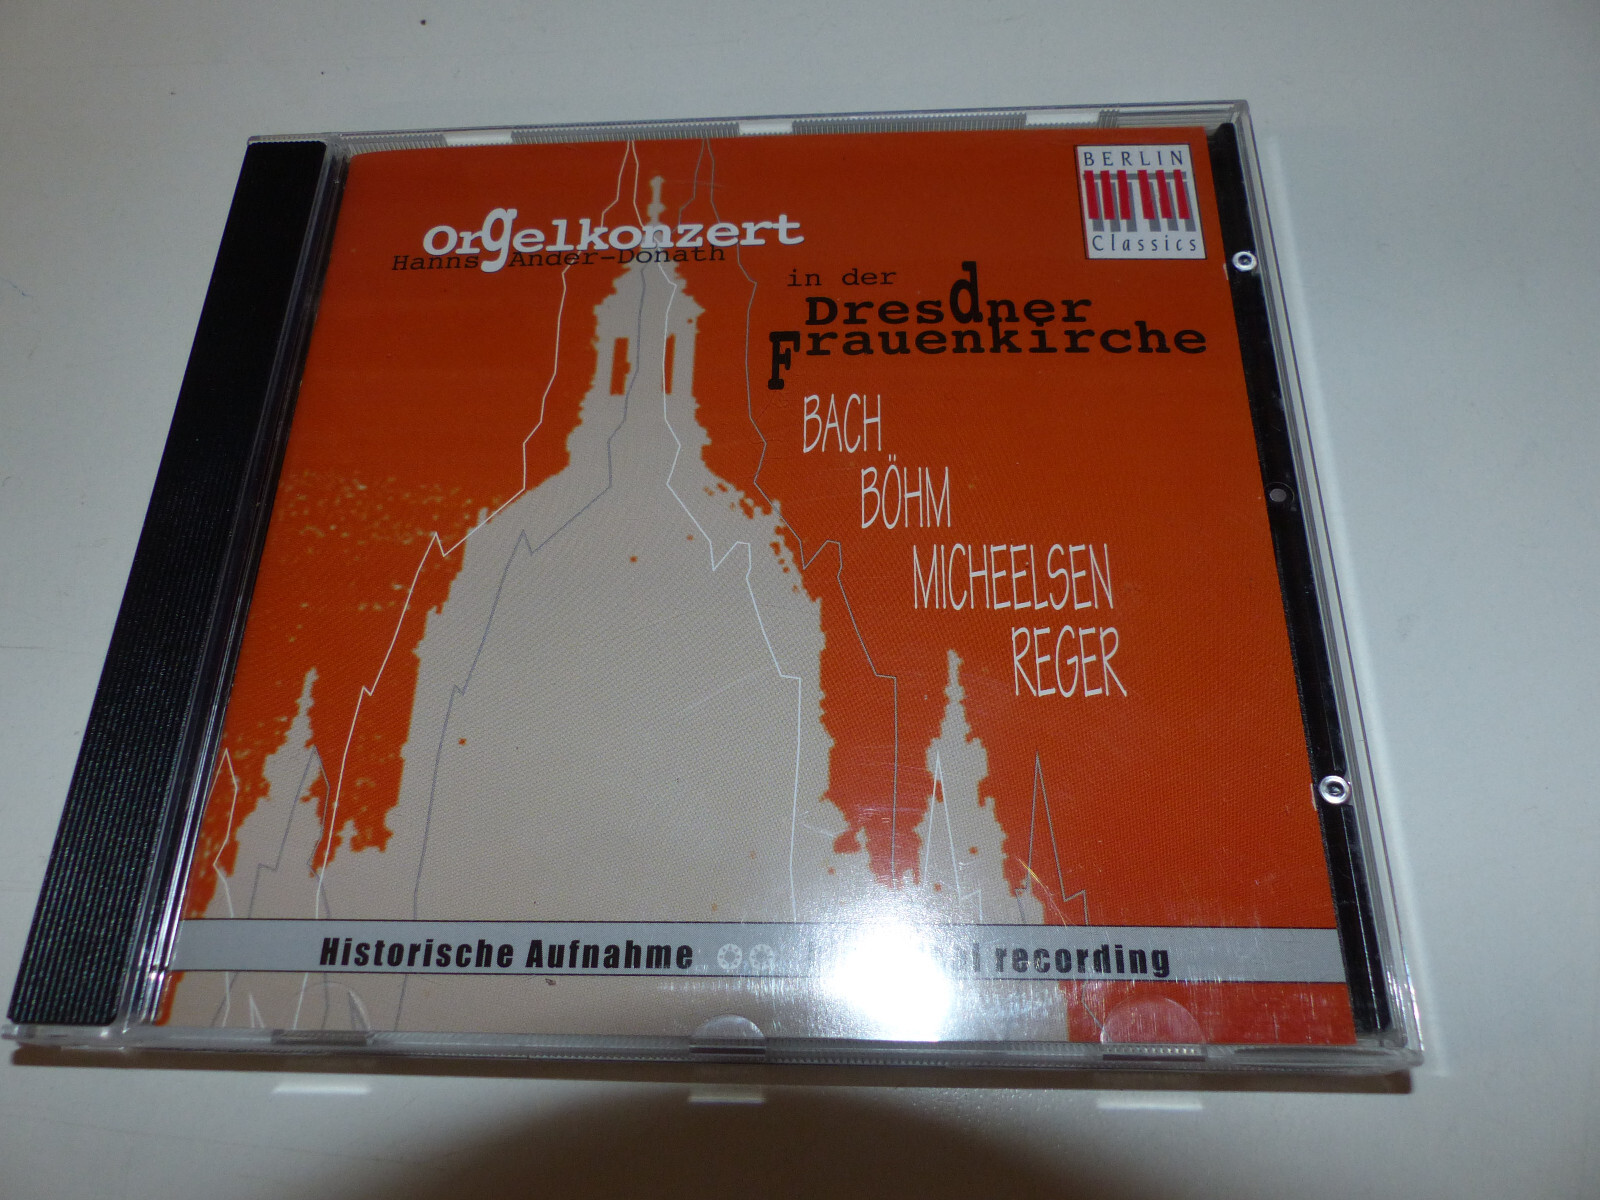 BERLIN
Classics
Orgelkonzert
Hanns Ander-Donath
in der
Dresdner
Frauenkirche
BACH
BÖHM
MICHEELSEN
REGER
Historische Aufnahme recording